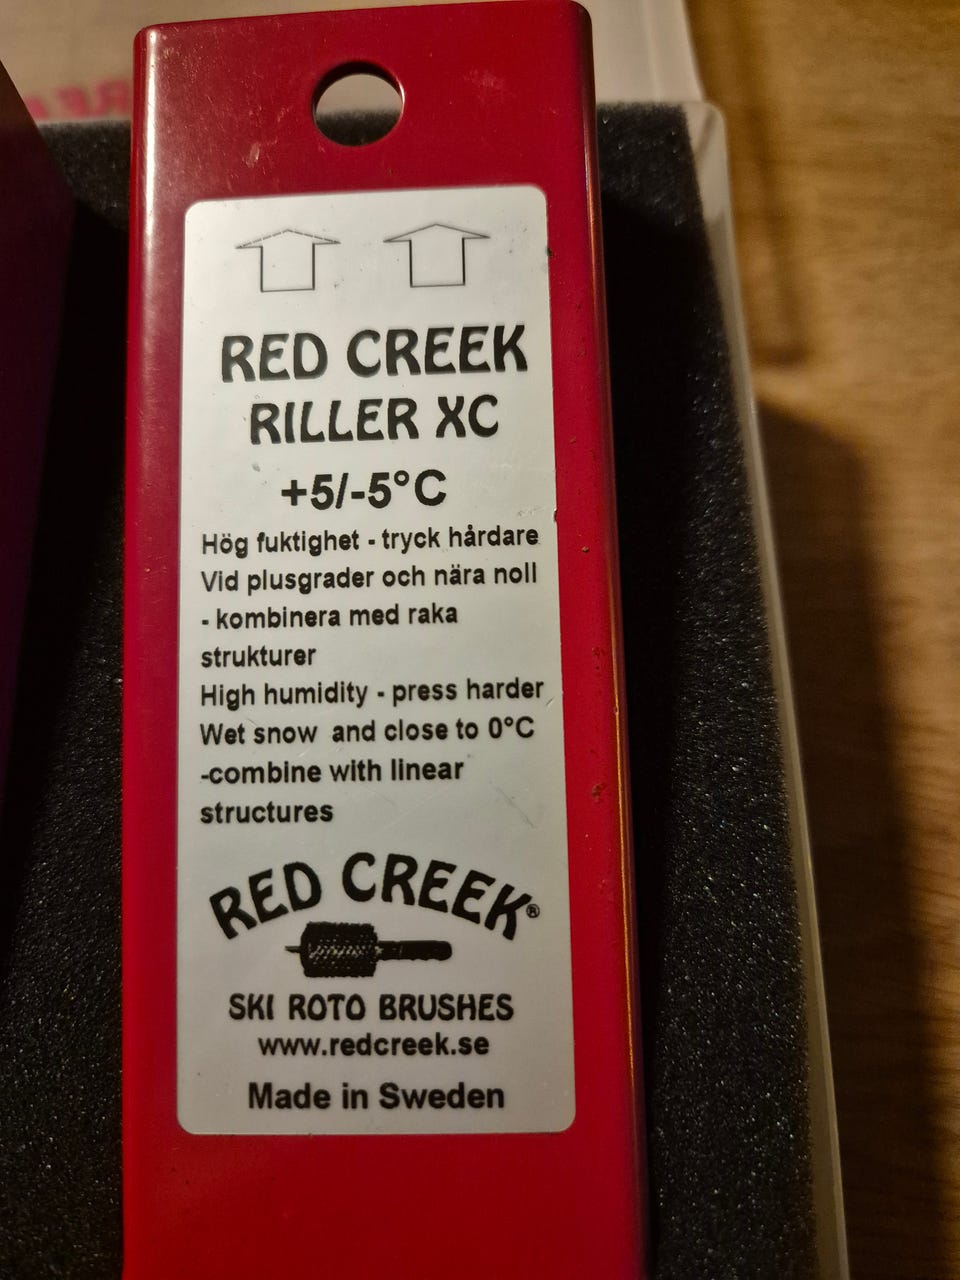 RED CREEK
RILLER XC
+5/-5°C
Hög fuktighet - tryck hårdare
Vid plusgrader och nära noll
- kombinera med raka
strukturer
High humidity - press harder
Wet snow and close to 0°C
-combine with linear
structures
RED CREEK®
SKI ROTO BRUSHES
www.redcreek.se
Made in Sweden